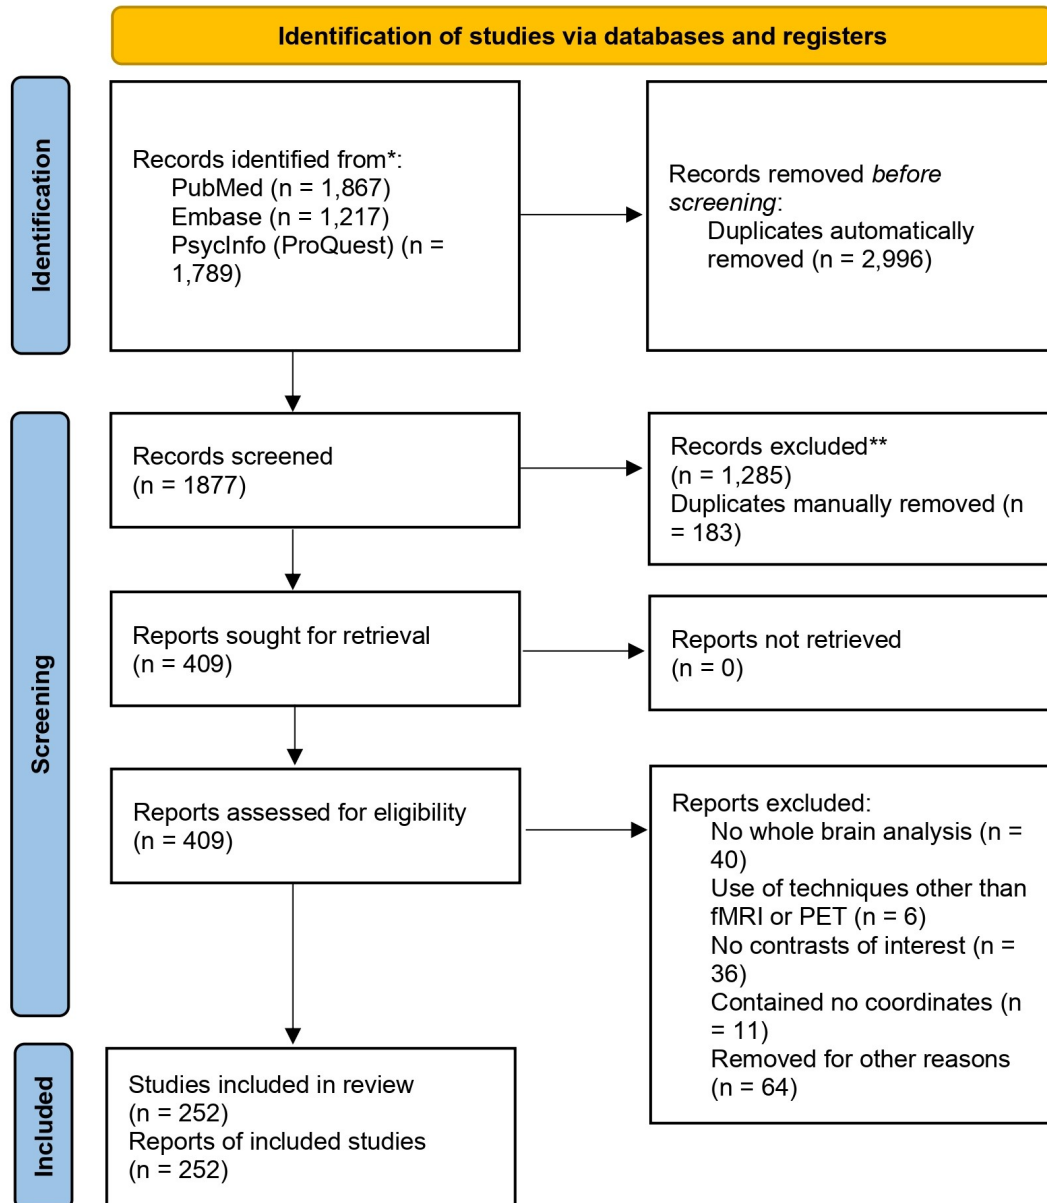 Identification of studies via databases and registers
Identification
Records identified from*:
PubMed (n = 1,867)
Embase (n = 1,217)
PsycInfo (ProQuest) (n =
1,789)
Records removed before
screening:
Duplicates automatically
removed (n = 2,996)
Screening
Records screened
(n = 1877)
Records excluded**
(n = 1,285)
Duplicates manually removed (n
= 183)
Reports sought for retrieval
(n = 409)
Reports not retrieved
(n = 0)
Reports assessed for eligibility
(n = 409)
Reports excluded:
No whole brain analysis (n =
40)
Use of techniques other than
fMRI or PET (n = 6)
No contrasts of interest (n =
36)
Contained no coordinates (n
= 11)
Removed for other reasons
(n = 64)
Included
Studies included in review
(n = 252)
Reports of included studies
(n = 252)